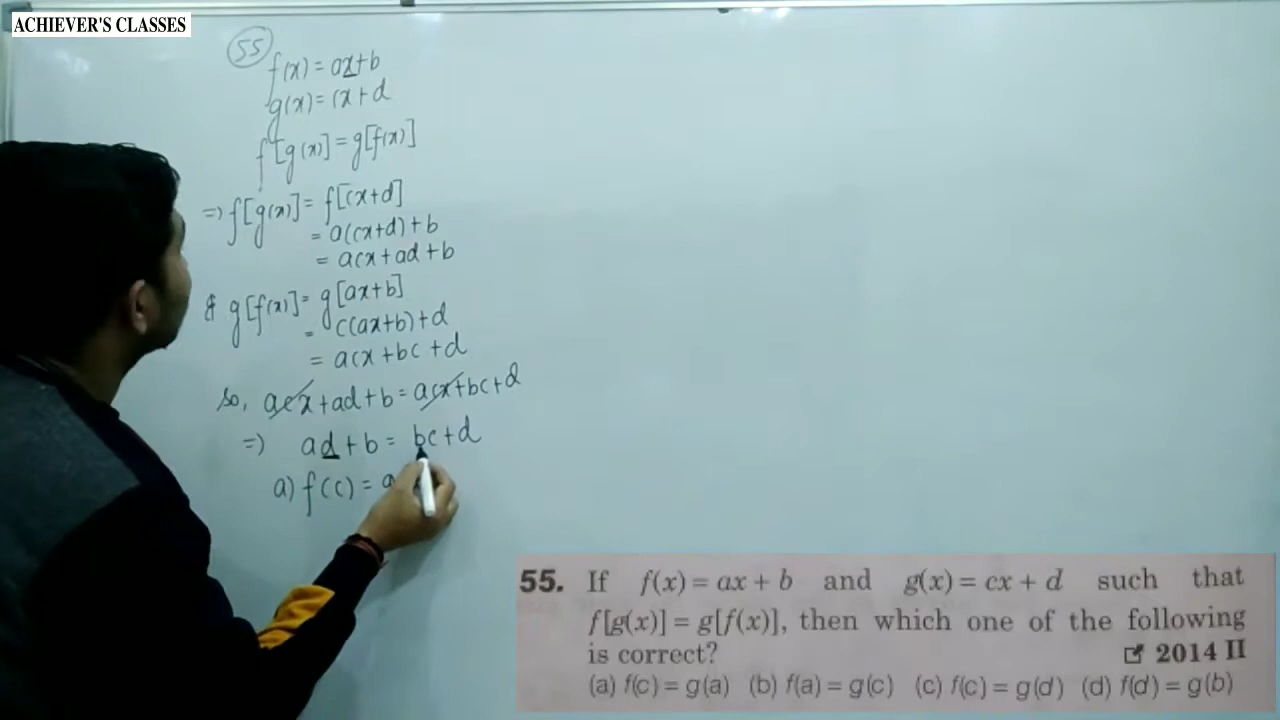 ACHIEVER'S CLASSES
55
f(x) = ax+b
g(x) = cx+d
f[g(x)] = g[f(x)]
=> f[g(x)] = f[cx+d]
= a(cx+d)+b
= acx+ad+b
& g[f(x)] = g[ax+b]
= c(ax+b)+d
= acx+bc+d
So, acx+ad+b = acx+bc+d
=> ad+b = bc+d
a) f(c) = a
55. If f(x) = ax + b and g(x) = cx + d such that
f[g(x)] = g[f(x)], then which one of the following
is correct? 2014 II
(a) f(c) = g(a) (b) f(a) = g(c) (c) f(c) = g(d) (d) f(d) = g(b)